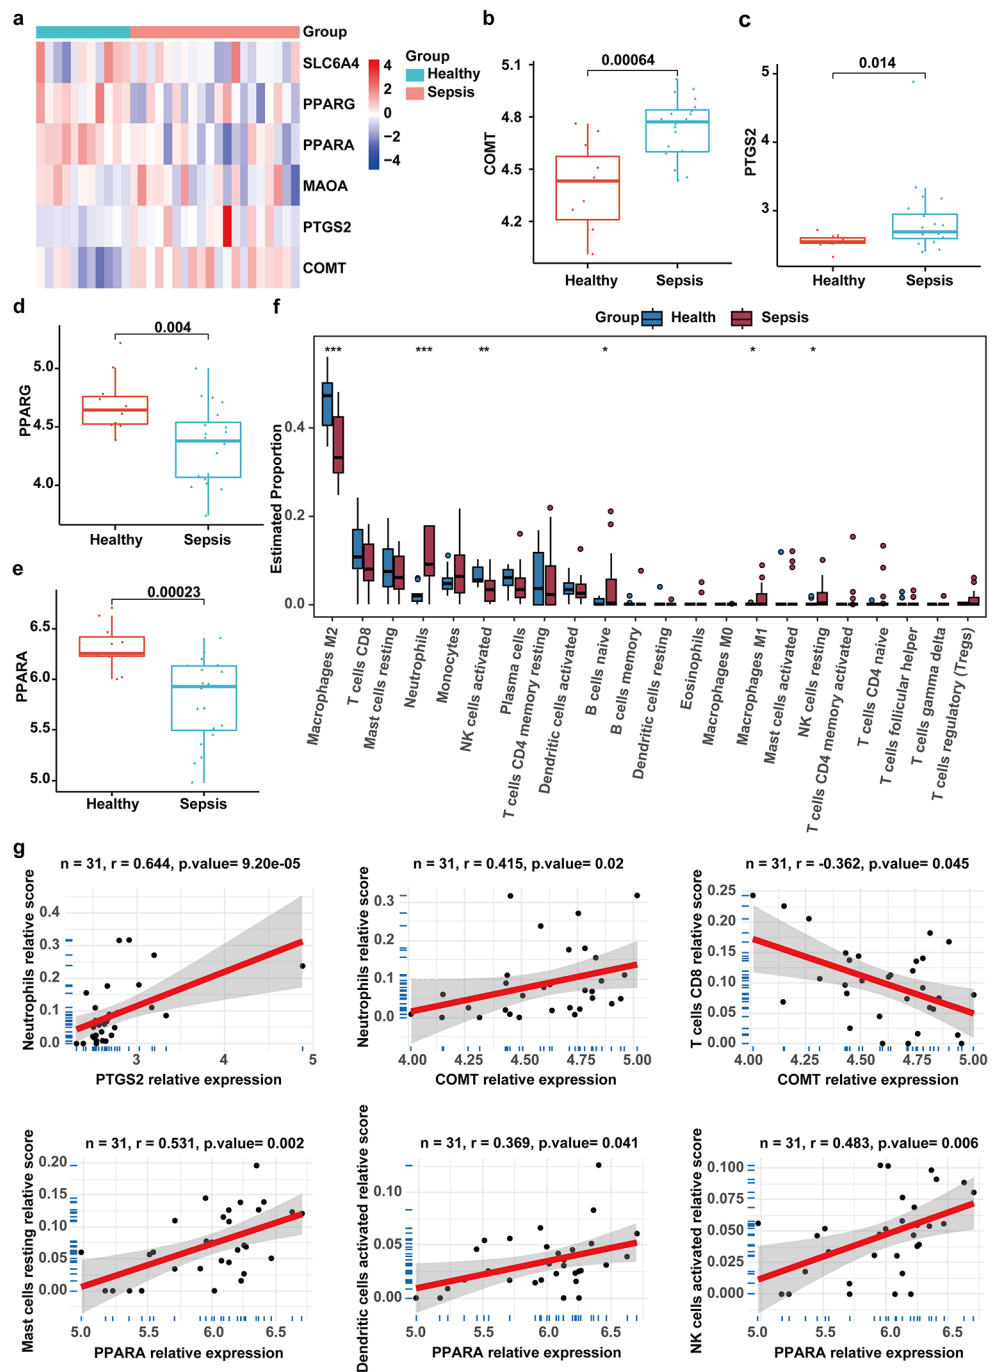 a
Group
SLC6A4
PPARG
PPARA
MAOA
PTGS2
COMT
4
2
0
−2
−4
Group
Healthy
Sepsis
b
0.00064
COMT
5.1
4.8
4.5
4.2
Healthy
Sepsis
c
0.014
PTGS2
5
4
3
Healthy
Sepsis
d
0.004
PPARG
5.0
4.5
4.0
Healthy
Sepsis
e
0.00023
PPARA
6.5
6.0
5.5
5.0
Healthy
Sepsis
f
Group Health Sepsis
*** *** ** * * *
Estimated Proportion
0.4
0.2
0.0
Macrophages M2
T cells CD8
Mast cells resting
Neutrophils
Monocytes
NK cells activated
Plasma cells
T cells CD4 memory resting
Dendritic cells activated
B cells naive
B cells memory
Dendritic cells resting
Eosinophils
Macrophages M0
Macrophages M1
Mast cells activated
NK cells resting
T cells CD4 memory activated
T cells CD4 naive
T cells follicular helper
T cells gamma delta
T cells regulatory (Tregs)
g
n = 31, r = 0.644, p.value= 9.20e-05
Neutrophils relative score
0.4
0.3
0.2
0.1
0.0
3 4 5
PTGS2 relative expression
n = 31, r = 0.415, p.value= 0.02
Neutrophils relative score
0.3
0.2
0.1
0.0
4.00 4.25 4.50 4.75 5.00
COMT relative expression
n = 31, r = -0.362, p.value= 0.045
T cells CD8 relative score
0.25
0.20
0.15
0.10
0.05
0.00
4.00 4.25 4.50 4.75 5.00
COMT relative expression
n = 31, r = 0.531, p.value= 0.002
Mast cells resting relative score
0.20
0.15
0.10
0.05
0.00
5.0 5.5 6.0 6.5
PPARA relative expression
n = 31, r = 0.369, p.value= 0.041
Dendritic cells activated relative score
0.10
0.05
0.00
5.0 5.5 6.0 6.5
PPARA relative expression
n = 31, r = 0.483, p.value= 0.006
NK cells activated relative score
0.100
0.075
0.050
0.025
0.000
5.0 5.5 6.0 6.5
PPARA relative expression